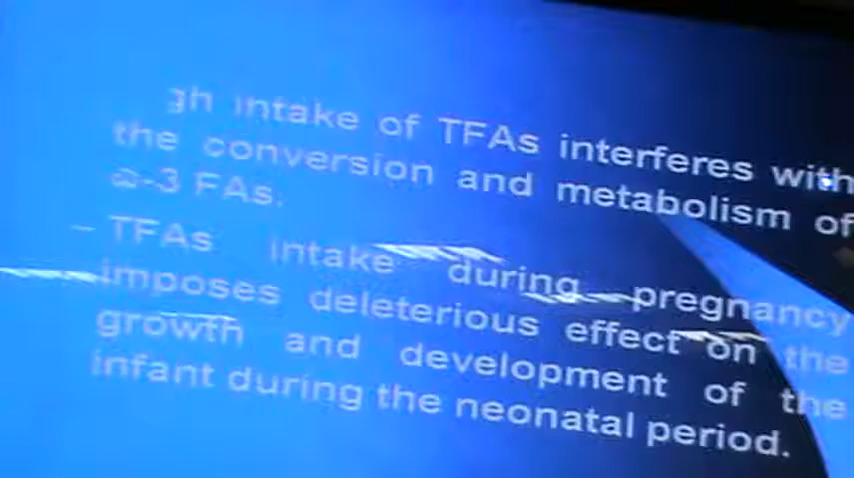 gh intake of TFAs interferes with
the conversion and metabolism of
ω-3 FAs.
– TFAs intake during pregnancy
imposes deleterious effect on the
growth and development of the
infant during the neonatal period.